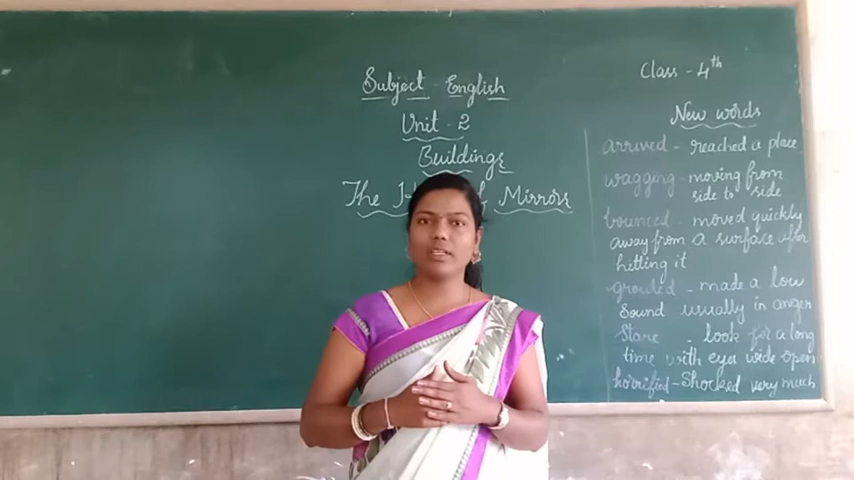 Subject - English
Unit - 2
Buildings
The H Mirrors
Class - 4th
New words
arrived - reached a place
wagging - moving from
side to side
bounced - moved quickly
away from a surface after
hitting it
growled - made a low
sound usually in anger
Stare - look for a long
time with eyes wide open
horrified - Shocked very much